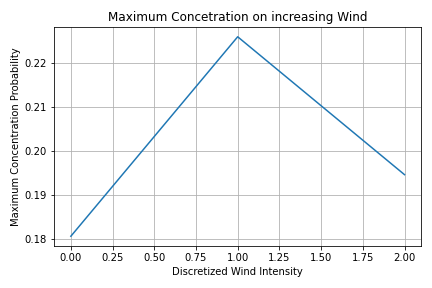 Maximum Concetration on increasing Wind
Maximum Concentration Probability
0.22
0.21
0.20
0.19
0.18
0.00 0.25 0.50 0.75 1.00 1.25 1.50 1.75 2.00
Discretized Wind Intensity